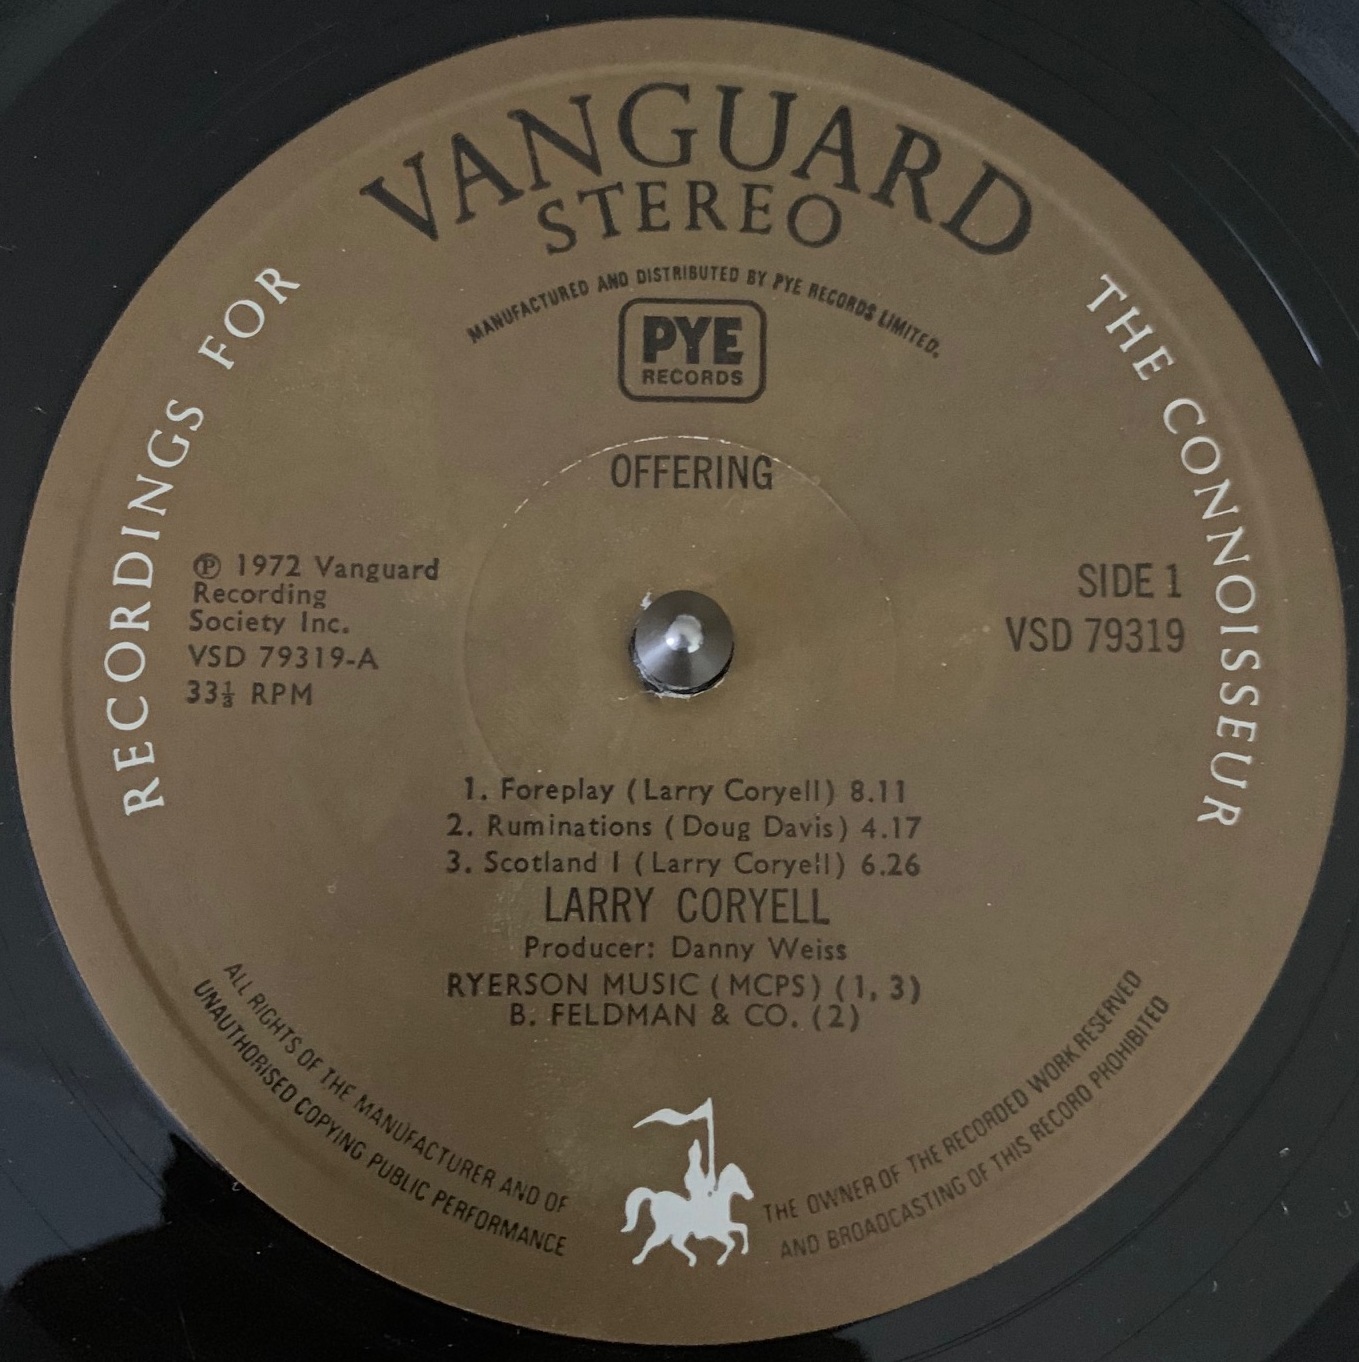 VANGUARD
STEREO
MANUFACTURED AND DISTRIBUTED BY PYE RECORDS LIMITED.
PYE
RECORDS
RECORDINGS FOR
THE CONNOISSEUR
OFFERING
Ⓟ 1972 Vanguard
Recording
Society Inc.
VSD 79319-A
33⅓ RPM
SIDE 1
VSD 79319
1. Foreplay (Larry Coryell) 8.11
2. Ruminations (Doug Davis) 4.17
3. Scotland I (Larry Coryell) 6.26
LARRY CORYELL
Producer: Danny Weiss
RYERSON MUSIC (MCPS) (1, 3)
B. FELDMAN & CO. (2)
ALL RIGHTS OF THE MANUFACTURER AND OF THE OWNER OF THE RECORDED WORK RESERVED
UNAUTHORISED COPYING PUBLIC PERFORMANCE AND BROADCASTING OF THIS RECORD PROHIBITED